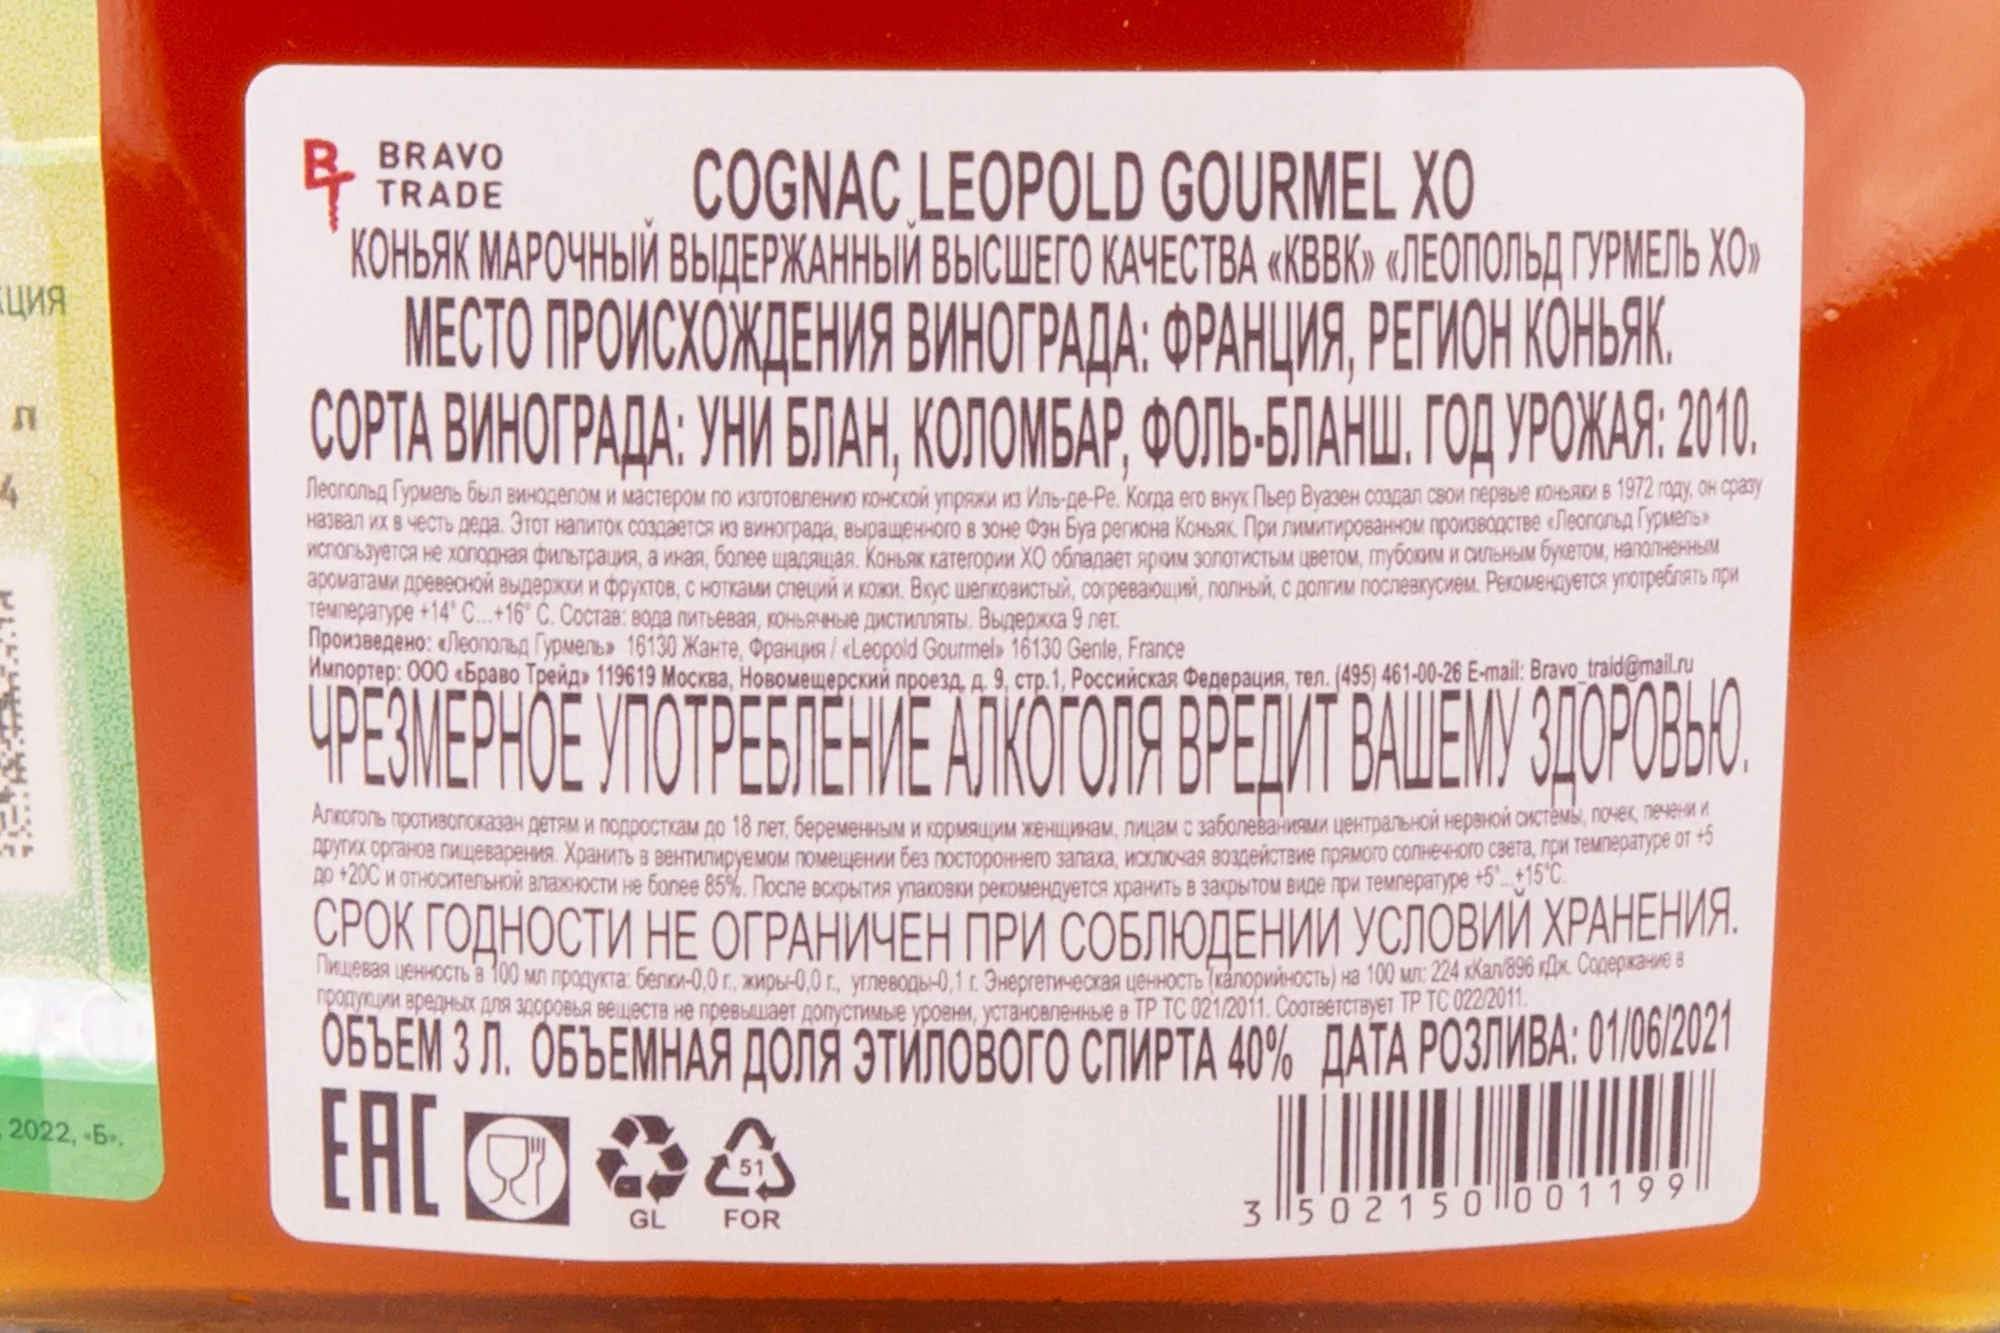 BRAVO
TRADE
COGNAC LEOPOLD GOURMEL XO
КОНЬЯК МАРОЧНЫЙ ВЫДЕРЖАННЫЙ ВЫСШЕГО КАЧЕСТВА «КВВК» «ЛЕОПОЛЬД ГУРМЕЛЬ ХО»
МЕСТО ПРОИСХОЖДЕНИЯ ВИНОГРАДА: ФРАНЦИЯ, РЕГИОН КОНЬЯК.
СОРТА ВИНОГРАДА: УНИ БЛАН, КОЛОМБАР, ФОЛЬ-БЛАНШ. ГОД УРОЖАЯ: 2010.
Леопольд Гурмель был виноделом и мастером по изготовлению конской упряжи из Иль-де-Ре. Когда его внук Пьер Вуазен создал свои первые коньяки в 1972 году, он сразу
назвал их в честь деда. Этот напиток создается из винограда, выращенного в зоне Фэн Буа региона Коньяк. При лимитированном производстве «Леопольд Гурмель»
используется не холодная фильтрация, а иная, более щадящая. Коньяк категории ХО обладает ярким золотистым цветом, глубоким и сильным букетом, наполненным
ароматами древесной выдержки и фруктов, с нотками специй и кожи. Вкус шелковистый, согревающий, полный, с долгим послевкусием. Рекомендуется употреблять при
температуре +14° С...+16° С. Состав: вода питьевая, коньячные дистилляты. Выдержка 9 лет.
Произведено: «Леопольд Гурмель» 16130 Жанте, Франция / «Leopold Gourmel» 16130 Gente, France
Импортер: ООО «Браво Трейд» 119619 Москва, Новомещерский проезд, д. 9, стр.1, Российская Федерация, тел. (495) 461-00-26 E-mail: Bravo_traid@mail.ru
ЧРЕЗМЕРНОЕ УПОТРЕБЛЕНИЕ АЛКОГОЛЯ ВРЕДИТ ВАШЕМУ ЗДОРОВЬЮ.
Алкоголь противопоказан детям и подросткам до 18 лет, беременным и кормящим женщинам, лицам с заболеваниями центральной нервной системы, почек, печени и
других органов пищеварения. Хранить в вентилируемом помещении без постороннего запаха, исключая воздействие прямого солнечного света, при температуре от +5
до +20С и относительной влажности не более 85%. После вскрытия упаковки рекомендуется хранить в закрытом виде при температуре +5°...+15°С.
СРОК ГОДНОСТИ НЕ ОГРАНИЧЕН ПРИ СОБЛЮДЕНИИ УСЛОВИЙ ХРАНЕНИЯ.
Пищевая ценность в 100 мл продукта: белки-0,0 г., жиры-0,0 г., углеводы-0,1 г. Энергетическая ценность (калорийность) на 100 мл: 224 кКал/896 кДж. Содержание в
продукции вредных для здоровья веществ не превышает допустимые уровни, установленные в ТР ТС 021/2011. Соответствует ТР ТС 022/2011.
ОБЪЕМ 3 Л. ОБЪЕМНАЯ ДОЛЯ ЭТИЛОВОГО СПИРТА 40% ДАТА РОЗЛИВА: 01/06/2021
ЕАС
GL
51
FOR
3 502150 001199
ция
л
4
2022, «Б».